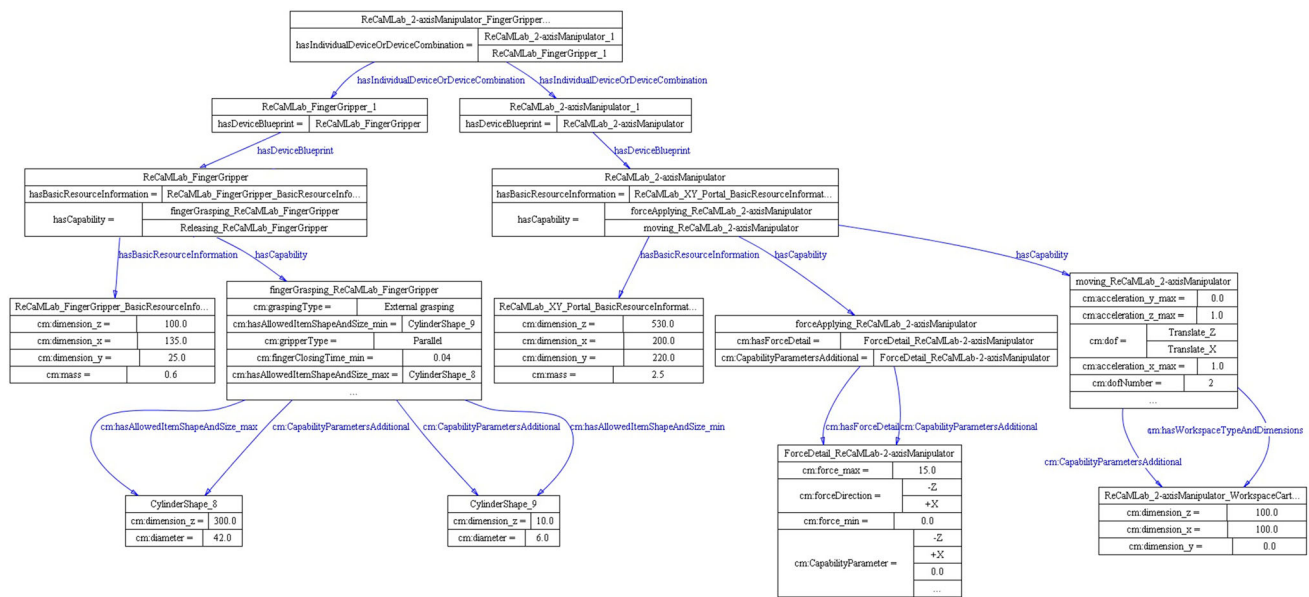 ReCaMLab_2-axisManipulator_FingerGripper...
hasIndividualDeviceOrDeviceCombination = ReCaMLab_2-axisManipulator_1
ReCaMLab_FingerGripper_1
hasIndividualDeviceOrDeviceCombination
hasIndividualDeviceOrDeviceCombination
ReCaMLab_FingerGripper_1
hasDeviceBlueprint = ReCaMLab_FingerGripper
ReCaMLab_2-axisManipulator_1
hasDeviceBlueprint = ReCaMLab_2-axisManipulator
hasDeviceBlueprint
hasDeviceBlueprint
ReCaMLab_FingerGripper
hasBasicResourceInformation = ReCaMLab_FingerGripper_BasicResourceInfo...
hasCapability = fingerGrasping_ReCaMLab_FingerGripper
Releasing_ReCaMLab_FingerGripper
ReCaMLab_2-axisManipulator
hasBasicResourceInformation = ReCaMLab_XY_Portal_BasicResourceInformat...
hasCapability = forceApplying_ReCaMLab_2-axisManipulator
moving_ReCaMLab_2-axisManipulator
hasBasicResourceInformation
hasCapability
hasBasicResourceInformation
hasCapability
hasCapability
ReCaMLab_FingerGripper_BasicResourceInfo...
cm:dimension_z = 100.0
cm:dimension_x = 135.0
cm:dimension_y = 25.0
cm:mass = 0.6
fingerGrasping_ReCaMLab_FingerGripper
cm:graspingType = External grasping
cm:hasAllowedItemShapeAndSize_min = CylinderShape_9
cm:gripperType = Parallel
cm:fingerClosingTime_min = 0.04
cm:hasAllowedItemShapeAndSize_max = CylinderShape_8
...
ReCaMLab_XY_Portal_BasicResourceInformat...
cm:dimension_z = 530.0
cm:dimension_x = 200.0
cm:dimension_y = 220.0
cm:mass = 2.5
forceApplying_ReCaMLab_2-axisManipulator
cm:hasForceDetail = ForceDetail_ReCaMLab-2-axisManipulator
cm:CapabilityParametersAdditional = ForceDetail_ReCaMLab-2-axisManipulator
moving_ReCaMLab_2-axisManipulator
cm:acceleration_y_max = 0.0
cm:acceleration_z_max = 1.0
cm:dof = Translate_Z
Translate_X
cm:acceleration_x_max = 1.0
cm:dofNumber = 2
...
cm:hasAllowedItemShapeAndSize_max
cm:CapabilityParametersAdditional
cm:CapabilityParametersAdditional
cm:hasAllowedItemShapeAndSize_min
cm:hasForceDetail
cm:CapabilityParametersAdditional
cm:hasWorkspaceTypeAndDimensions
cm:CapabilityParametersAdditional
CylinderShape_8
cm:dimension_z = 300.0
cm:diameter = 42.0
CylinderShape_9
cm:dimension_z = 10.0
cm:diameter = 6.0
ForceDetail_ReCaMLab-2-axisManipulator
cm:force_max = 15.0
cm:forceDirection = -Z
+X
cm:force_min = 0.0
cm:CapabilityParameter = -Z
+X
0.0
...
ReCaMLab_2-axisManipulator_WorkspaceCart...
cm:dimension_z = 100.0
cm:dimension_x = 100.0
cm:dimension_y = 0.0